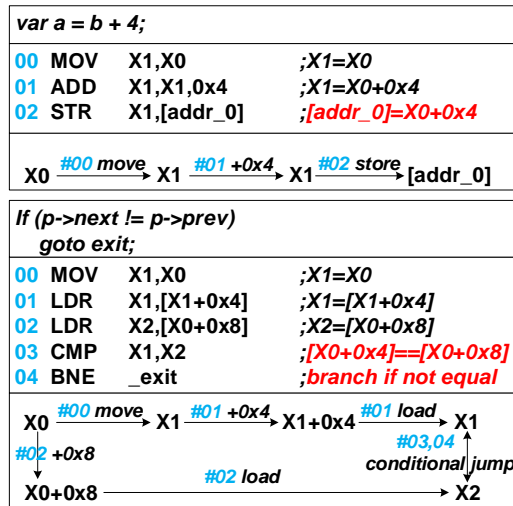 var a = b + 4;
00 MOV X1,X0 ;X1=X0
01 ADD X1,X1,0x4 ;X1=X0+0x4
02 STR X1,[addr_0] ;[addr_0]=X0+0x4
X0 #00 move X1 #01 +0x4 X1 #02 store [addr_0]
If (p->next != p->prev)
goto exit;
00 MOV X1,X0 ;X1=X0
01 LDR X1,[X1+0x4] ;X1=[X1+0x4]
02 LDR X2,[X0+0x8] ;X2=[X0+0x8]
03 CMP X1,X2 ;[X0+0x4]==[X0+0x8]
04 BNE _exit ;branch if not equal
X0 #00 move X1 #01 +0x4 X1+0x4 #01 load X1
#02 +0x8 #03,04
#02 load conditional jump
X0+0x8 X2